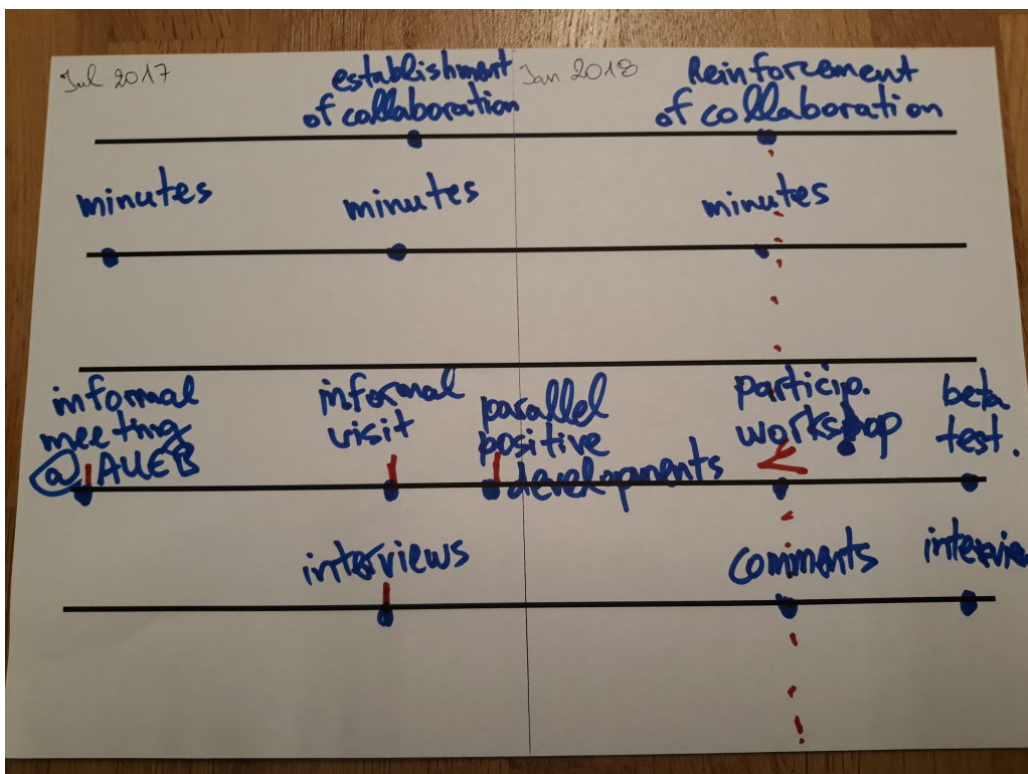 Jul 2017
establishment
of collaboration
Jan 2018
Reinforcement
of collaboration
minutes
minutes
minutes
informal
meeting
@AUEB
informal
visit
parallel
positive
developments
particip.
workshop
beta
test.
interviews
comments
intervie